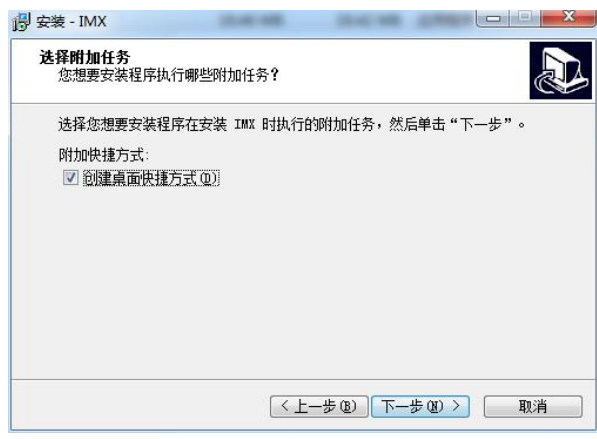 安装 - IMX
选择附加任务
您想要安装程序执行哪些附加任务?
选择您想要安装程序在安装 IMX 时执行的附加任务，然后单击“下一步”。
附加快捷方式:
创建桌面快捷方式(D)
< 上一步(B) 下一步(N) > 取消